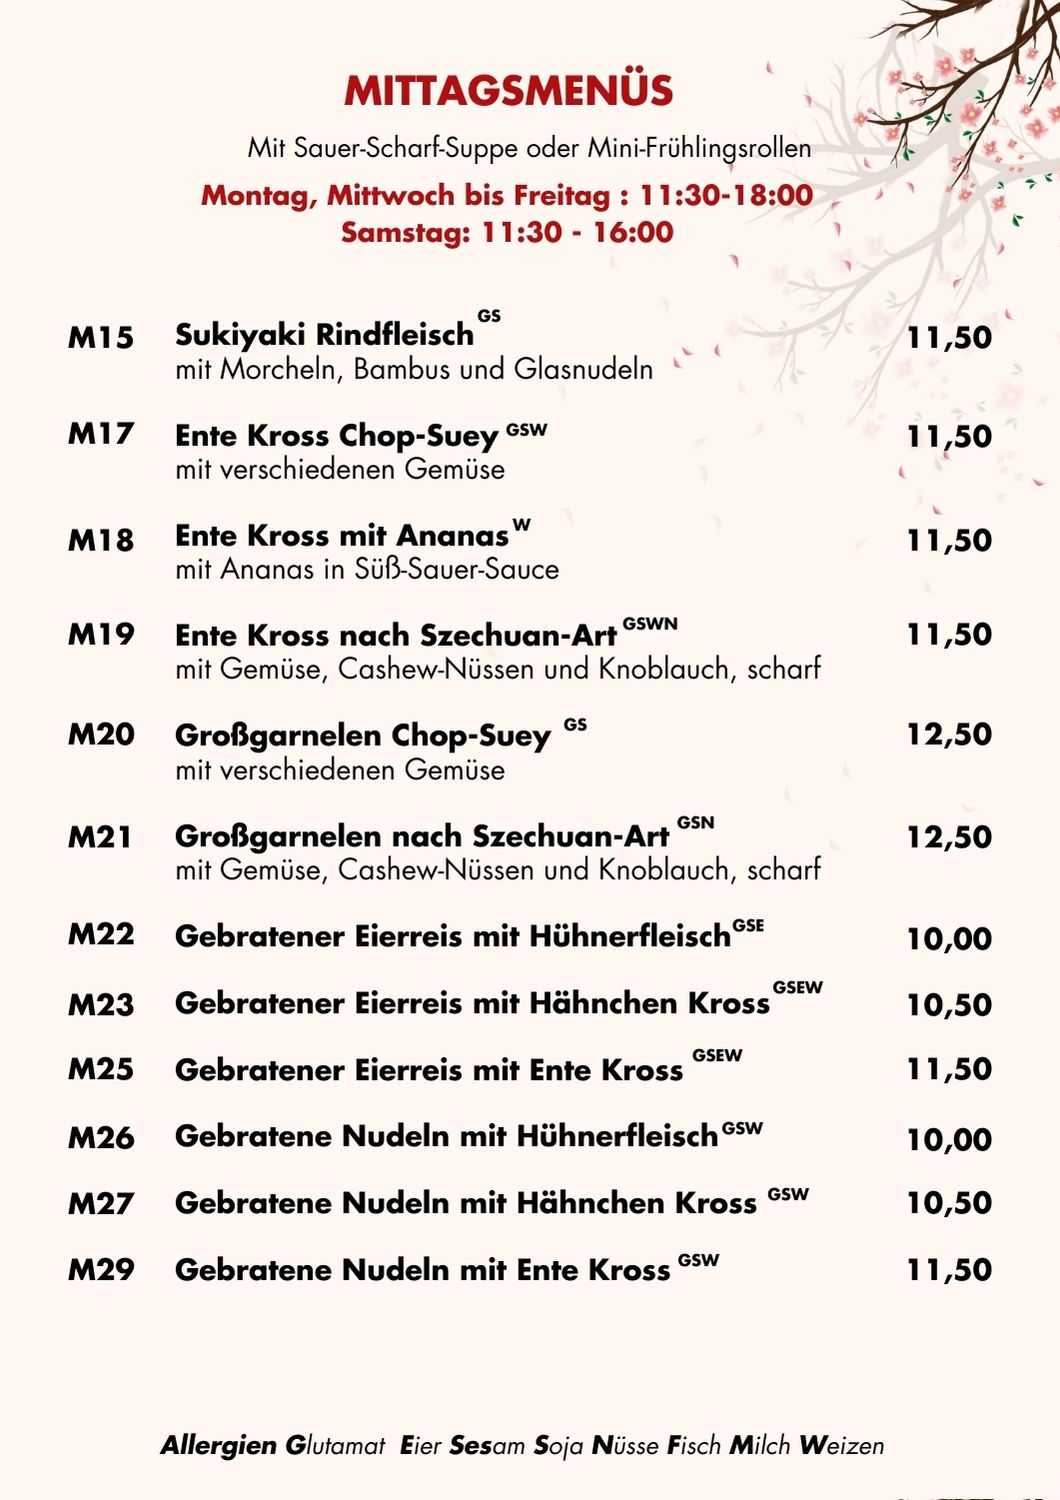 MITTAGSMENÜS
Mit Sauer-Scharf-Suppe oder Mini-Frühlingsrollen
Montag, Mittwoch bis Freitag : 11:30-18:00
Samstag: 11:30 - 16:00
M15 Sukiyaki Rindfleisch GS 11,50
mit Morcheln, Bambus und Glasnudeln
M17 Ente Kross Chop-Suey GSW 11,50
mit verschiedenen Gemüse
M18 Ente Kross mit Ananas W 11,50
mit Ananas in Süß-Sauer-Sauce
M19 Ente Kross nach Szechuan-Art GSWN 11,50
mit Gemüse, Cashew-Nüssen und Knoblauch, scharf
M20 Großgarnelen Chop-Suey GS 12,50
mit verschiedenen Gemüse
M21 Großgarnelen nach Szechuan-Art GSN 12,50
mit Gemüse, Cashew-Nüssen und Knoblauch, scharf
M22 Gebratener Eierreis mit Hühnerfleisch GSE 10,00
M23 Gebratener Eierreis mit Hähnchen Kross GSEW 10,50
M25 Gebratener Eierreis mit Ente Kross GSEW 11,50
M26 Gebratene Nudeln mit Hühnerfleisch GSW 10,00
M27 Gebratene Nudeln mit Hähnchen Kross GSW 10,50
M29 Gebratene Nudeln mit Ente Kross GSW 11,50
Allergien Glutamat Eier Sesam Soja Nüsse Fisch Milch Weizen